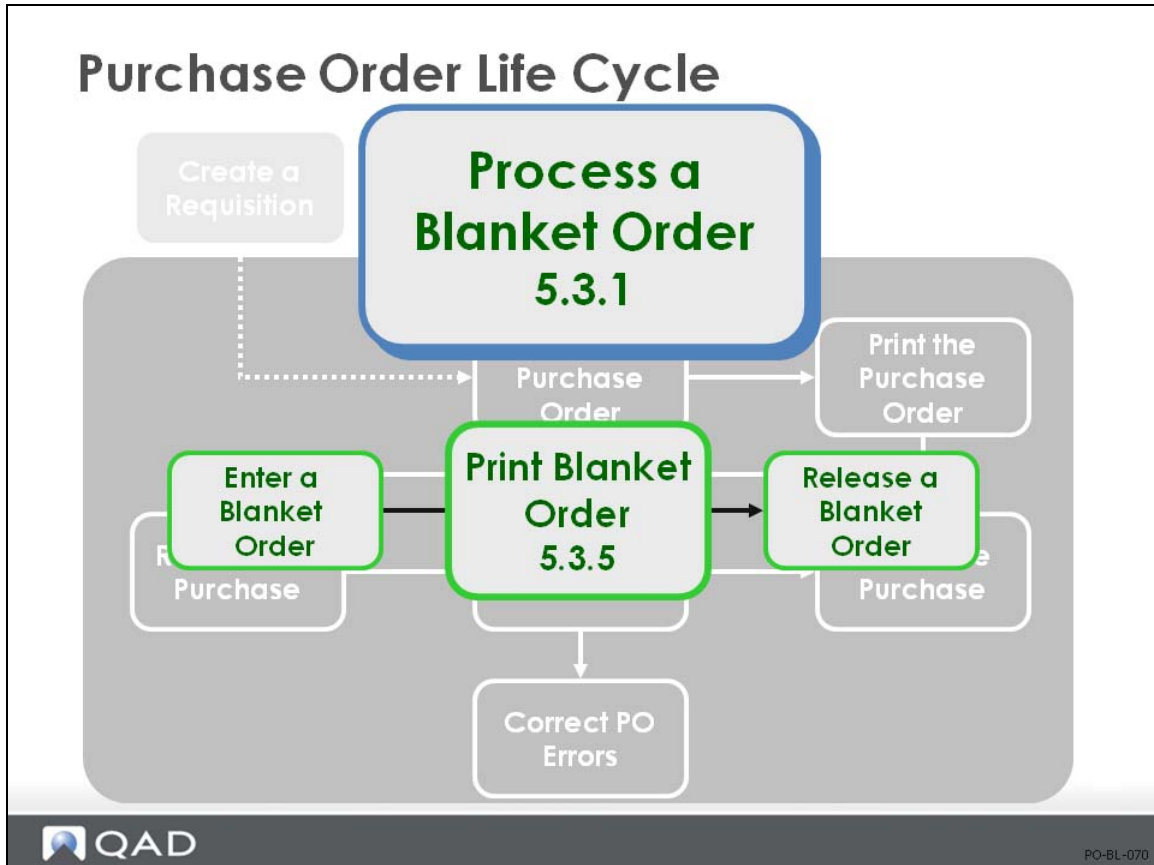 Purchase Order Life Cycle
Create a
Requisition
Process a
Blanket Order
5.3.1
Purchase
Order
Print the
Purchase
Order
Enter a
Blanket
Order
Print Blanket
Order
5.3.5
Release a
Blanket
Order
Purchase
Purchase
Correct PO
Errors
QAD
PO-BL-070